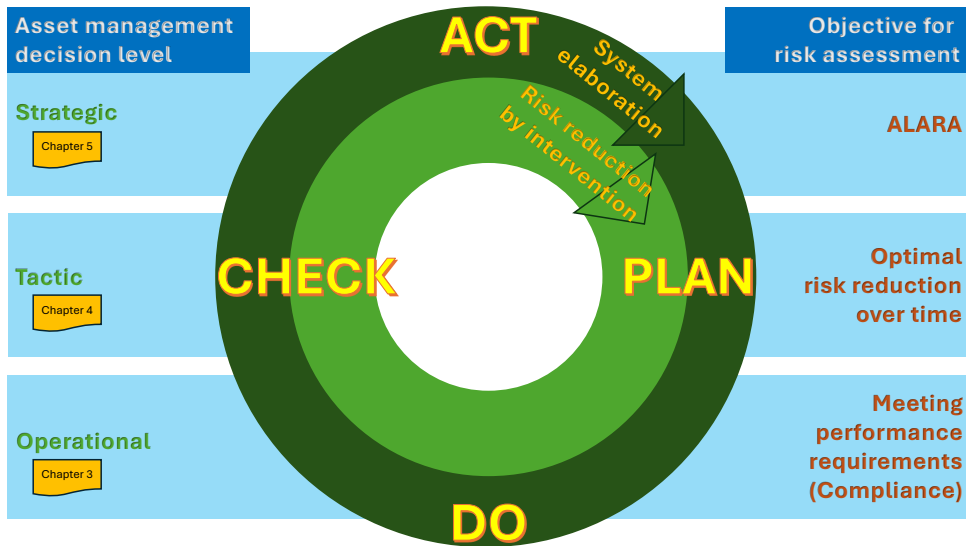 Asset management
decision level
ACT
Objective for
risk assessment
System
elaboration
Risk reduction
by intervention
Strategic
Chapter 5
ALARA
CHECK
PLAN
Tactic
Chapter 4
Optimal
risk reduction
over time
Operational
Chapter 3
Meeting
performance
requirements
(Compliance)
DO